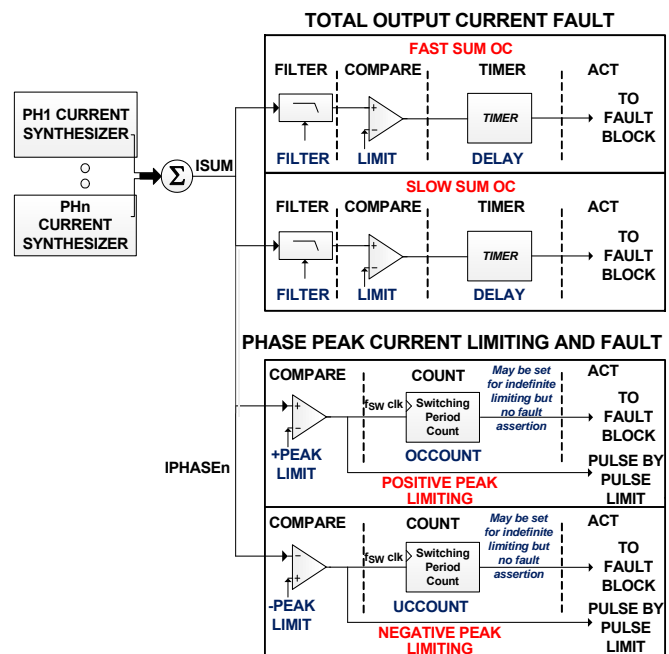 TOTAL OUTPUT CURRENT FAULT
FAST SUM OC
FILTER COMPARE TIMER ACT
TIMER
TO
FAULT
BLOCK
FILTER LIMIT DELAY
PH1 CURRENT
SYNTHESIZER
Σ
ISUM
PHn
CURRENT
SYNTHESIZER
SLOW SUM OC
FILTER COMPARE TIMER ACT
TIMER
TO
FAULT
BLOCK
FILTER LIMIT DELAY
PHASE PEAK CURRENT LIMITING AND FAULT
COMPARE COUNT ACT
May be set
for indefinite
limiting but
no fault
assertion
+
−
fSW clk
Switching
Period
Count
TO
FAULT
BLOCK
+PEAK
LIMIT
OCCOUNT
IPHASEn
POSITIVE PEAK
LIMITING
PULSE BY
PULSE
LIMIT
COMPARE COUNT ACT
May be set
for indefinite
limiting but
no fault
assertion
−
+
fSW clk
Switching
Period
Count
TO
FAULT
BLOCK
-PEAK
LIMIT
UCCOUNT
NEGATIVE PEAK
LIMITING
PULSE BY
PULSE
LIMIT